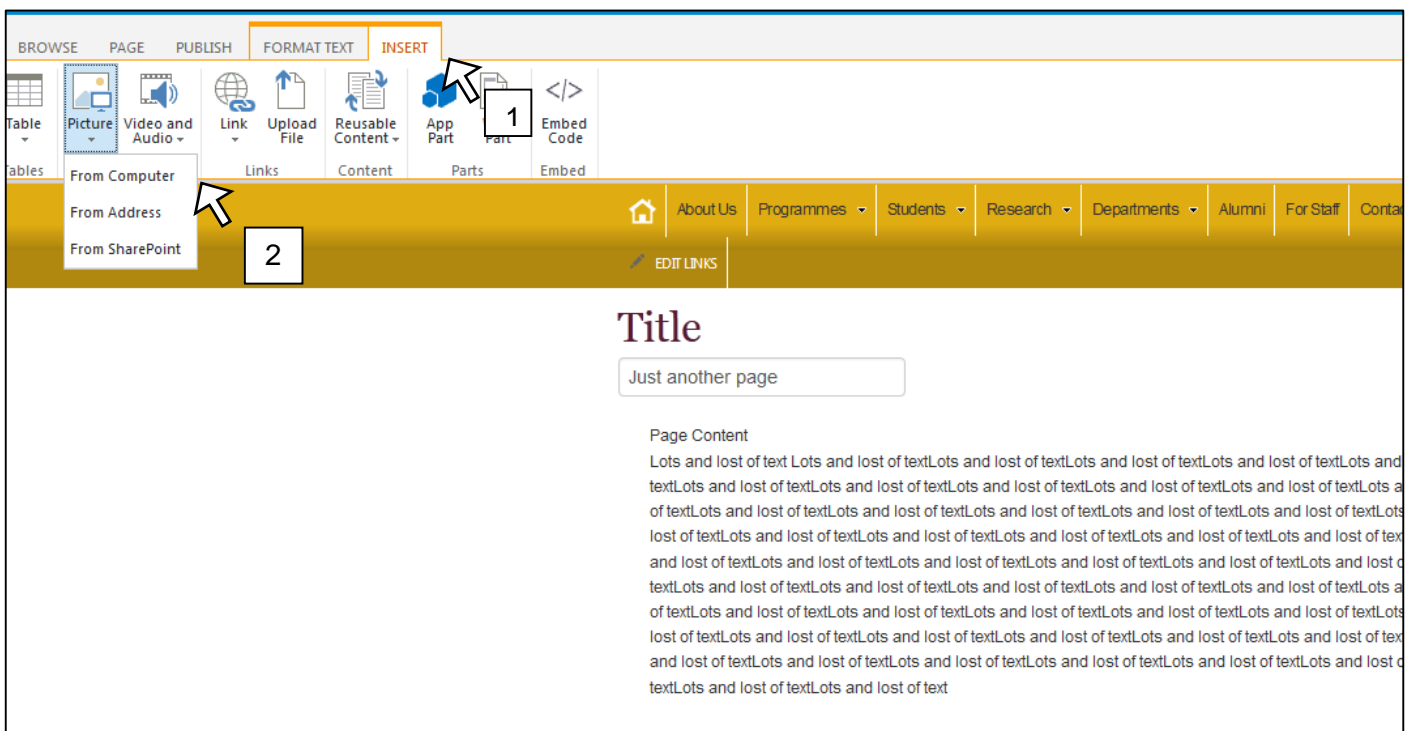 BROWSE PAGE PUBLISH FORMAT TEXT INSERT
Table Picture Video and Audio Link Upload File Reusable Content App Part Part Embed Code
Tables Links Content Parts Embed
1
From Computer
From Address
From SharePoint
2
About Us Programmes Students Research Departments Alumni For Staff Contac
EDIT LINKS
Title
Just another page
Page Content
Lots and lost of text Lots and lost of textLots and lost of textLots and lost of textLots and lost of textLots and
textLots and lost of textLots and lost of textLots and lost of textLots and lost of textLots and lost of textLots a
of textLots and lost of textLots and lost of textLots and lost of textLots and lost of textLots and lost of textLots
lost of textLots and lost of textLots and lost of textLots and lost of textLots and lost of textLots and lost of tex
and lost of textLots and lost of textLots and lost of textLots and lost of textLots and lost of textLots and lost o
textLots and lost of textLots and lost of textLots and lost of textLots and lost of textLots and lost of textLots a
of textLots and lost of textLots and lost of textLots and lost of textLots and lost of textLots and lost of textLots
lost of textLots and lost of textLots and lost of textLots and lost of textLots and lost of textLots and lost of tex
and lost of textLots and lost of textLots and lost of textLots and lost of textLots and lost of textLots and lost o
textLots and lost of textLots and lost of text